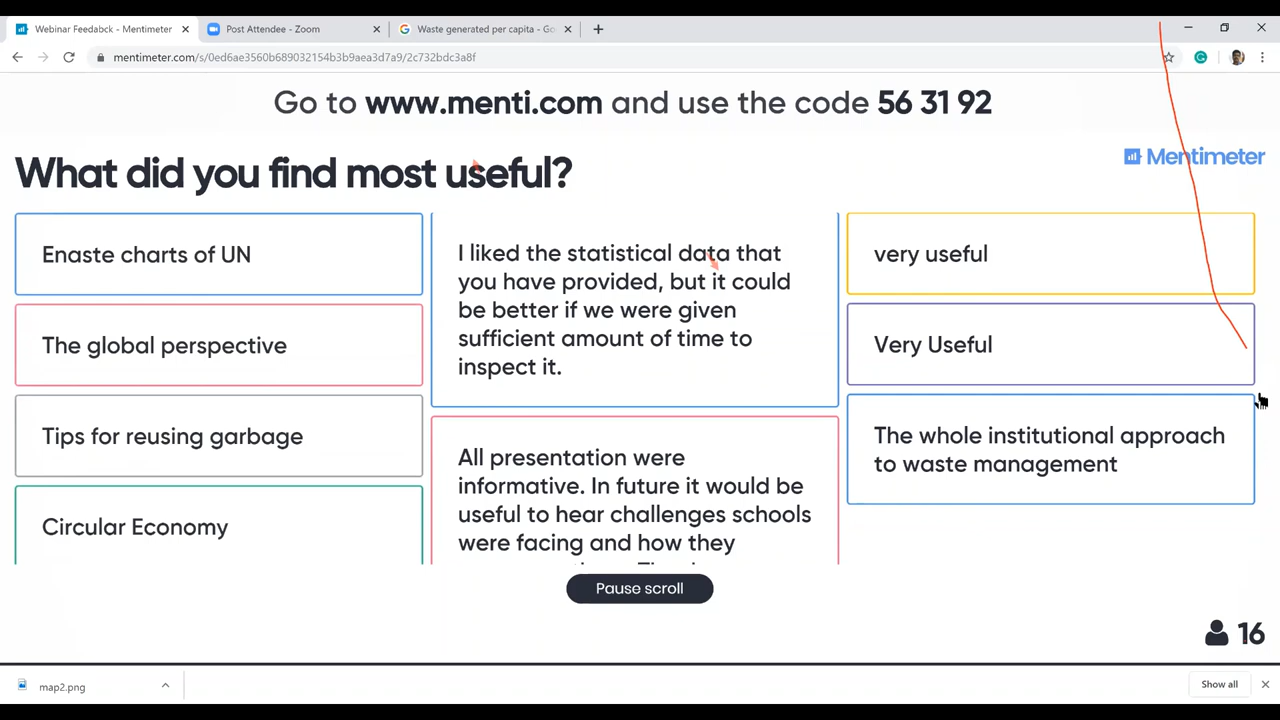 Webinar Feedabck - Mentimeter
Post Attendee - Zoom
Waste generated per capita - Go
mentimeter.com/s/0ed6ae3560b689032154b3b9aea3d7a9/2c732bdc3a8f
Go to www.menti.com and use the code 56 31 92
What did you find most useful?
Mentimeter
Enaste charts of UN
The global perspective
Tips for reusing garbage
Circular Economy
I liked the statistical data that
you have provided, but it could
be better if we were given
sufficient amount of time to
inspect it.
All presentation were
informative. In future it would be
useful to hear challenges schools
were facing and how they
very useful
Very Useful
The whole institutional approach
to waste management
Pause scroll
16
map2.png
Show all